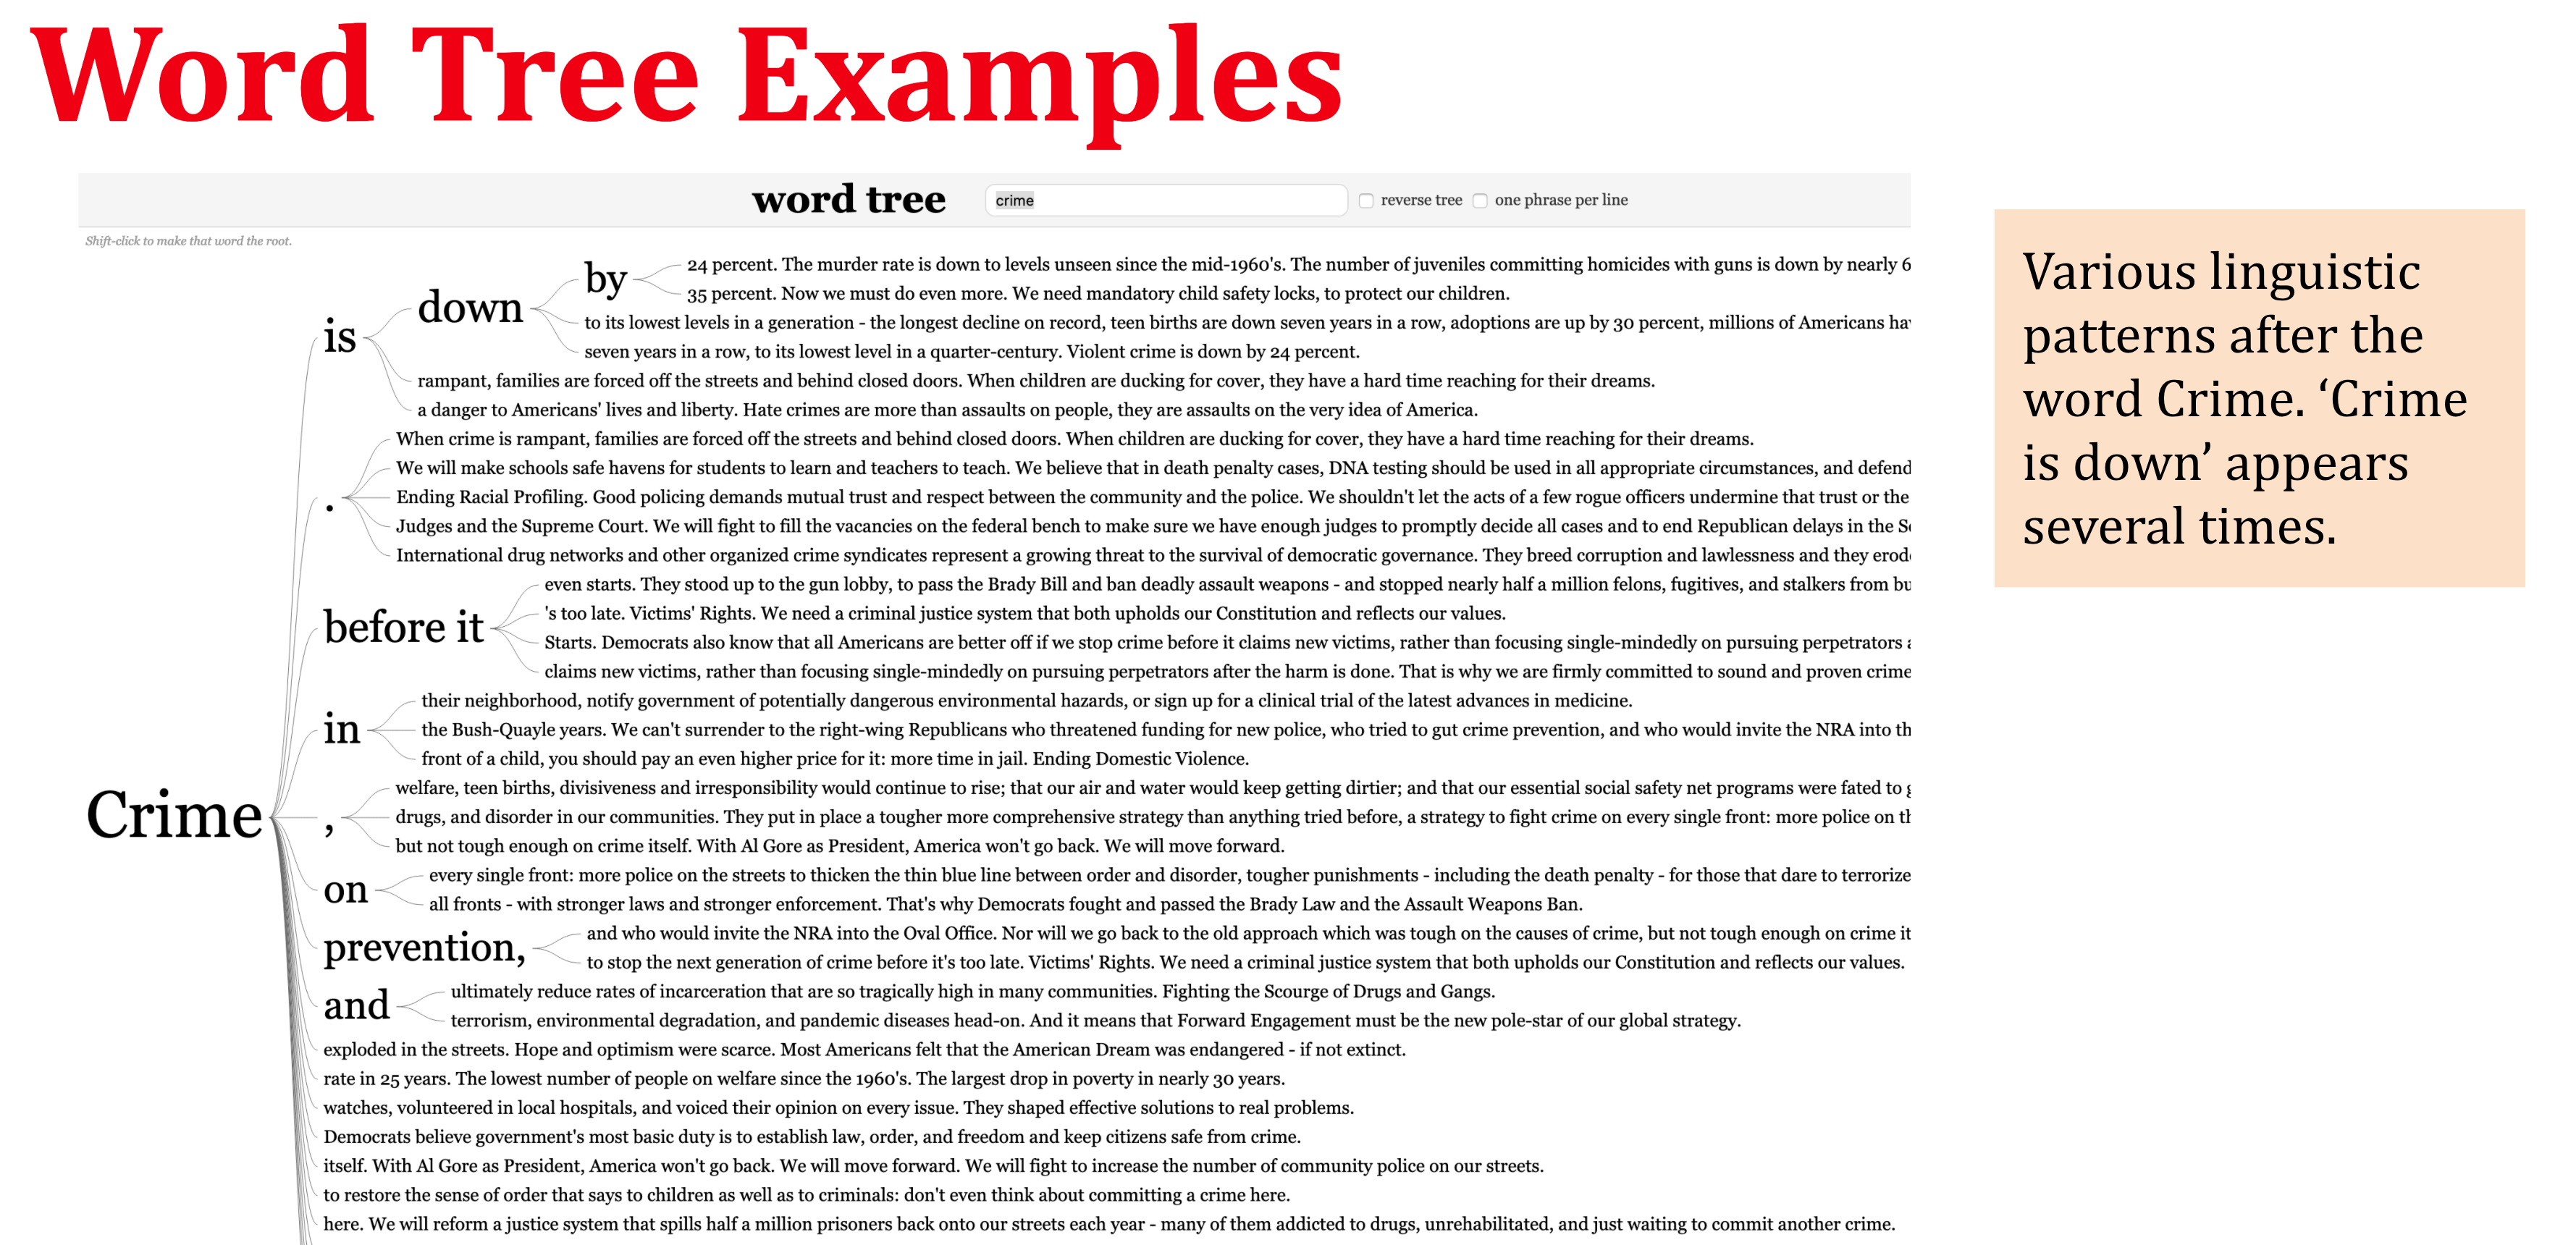 Word Tree Examples
word tree
crime
reverse tree
one phrase per line
Shift-click to make that word the root.
Crime
is
down
by
24 percent. The murder rate is down to levels unseen since the mid-1960's. The number of juveniles committing homicides with guns is down by nearly 6
35 percent. Now we must do even more. We need mandatory child safety locks, to protect our children.
to its lowest levels in a generation - the longest decline on record, teen births are down seven years in a row, adoptions are up by 30 percent, millions of Americans hav
seven years in a row, to its lowest level in a quarter-century. Violent crime is down by 24 percent.
rampant, families are forced off the streets and behind closed doors. When children are ducking for cover, they have a hard time reaching for their dreams.
a danger to Americans' lives and liberty. Hate crimes are more than assaults on people, they are assaults on the very idea of America.
.
When crime is rampant, families are forced off the streets and behind closed doors. When children are ducking for cover, they have a hard time reaching for their dreams.
We will make schools safe havens for students to learn and teachers to teach. We believe that in death penalty cases, DNA testing should be used in all appropriate circumstances, and defend
Ending Racial Profiling. Good policing demands mutual trust and respect between the community and the police. We shouldn't let the acts of a few rogue officers undermine that trust or the
Judges and the Supreme Court. We will fight to fill the vacancies on the federal bench to make sure we have enough judges to promptly decide all cases and to end Republican delays in the Se
International drug networks and other organized crime syndicates represent a growing threat to the survival of democratic governance. They breed corruption and lawlessness and they erod
before it
even starts. They stood up to the gun lobby, to pass the Brady Bill and ban deadly assault weapons - and stopped nearly half a million felons, fugitives, and stalkers from bu
's too late. Victims' Rights. We need a criminal justice system that both upholds our Constitution and reflects our values.
Starts. Democrats also know that all Americans are better off if we stop crime before it claims new victims, rather than focusing single-mindedly on pursuing perpetrators a
claims new victims, rather than focusing single-mindedly on pursuing perpetrators after the harm is done. That is why we are firmly committed to sound and proven crime
in
their neighborhood, notify government of potentially dangerous environmental hazards, or sign up for a clinical trial of the latest advances in medicine.
the Bush-Quayle years. We can't surrender to the right-wing Republicans who threatened funding for new police, who tried to gut crime prevention, and who would invite the NRA into th
front of a child, you should pay an even higher price for it: more time in jail. Ending Domestic Violence.
,
welfare, teen births, divisiveness and irresponsibility would continue to rise; that our air and water would keep getting dirtier; and that our essential social safety net programs were fated to g
drugs, and disorder in our communities. They put in place a tougher more comprehensive strategy than anything tried before, a strategy to fight crime on every single front: more police on th
but not tough enough on crime itself. With Al Gore as President, America won't go back. We will move forward.
on
every single front: more police on the streets to thicken the thin blue line between order and disorder, tougher punishments - including the death penalty - for those that dare to terrorize
all fronts - with stronger laws and stronger enforcement. That's why Democrats fought and passed the Brady Law and the Assault Weapons Ban.
prevention,
and who would invite the NRA into the Oval Office. Nor will we go back to the old approach which was tough on the causes of crime, but not tough enough on crime it
to stop the next generation of crime before it's too late. Victims' Rights. We need a criminal justice system that both upholds our Constitution and reflects our values.
and
ultimately reduce rates of incarceration that are so tragically high in many communities. Fighting the Scourge of Drugs and Gangs.
terrorism, environmental degradation, and pandemic diseases head-on. And it means that Forward Engagement must be the new pole-star of our global strategy.
exploded in the streets. Hope and optimism were scarce. Most Americans felt that the American Dream was endangered - if not extinct.
rate in 25 years. The lowest number of people on welfare since the 1960's. The largest drop in poverty in nearly 30 years.
watches, volunteered in local hospitals, and voiced their opinion on every issue. They shaped effective solutions to real problems.
Democrats believe government's most basic duty is to establish law, order, and freedom and keep citizens safe from crime.
itself. With Al Gore as President, America won't go back. We will move forward. We will fight to increase the number of community police on our streets.
to restore the sense of order that says to children as well as to criminals: don't even think about committing a crime here.
here. We will reform a justice system that spills half a million prisoners back onto our streets each year - many of them addicted to drugs, unrehabilitated, and just waiting to commit another crime.
Various linguistic
patterns after the
word Crime. ‘Crime
is down’ appears
several times.